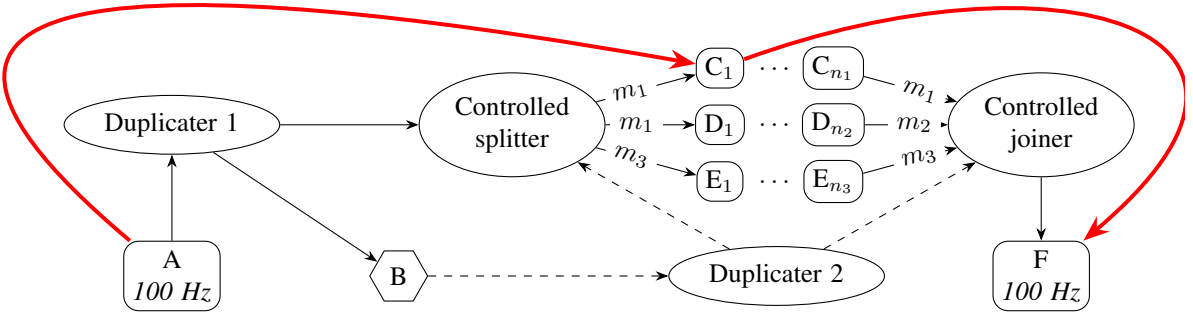 Duplicater 1
Controlled
splitter
m₁
m₁
m₃
C₁ ··· Cₙ₁
D₁ ··· Dₙ₂
E₁ ··· Eₙ₃
m₁
m₂
m₃
Controlled
joiner
A
100 Hz
B
Duplicater 2
F
100 Hz